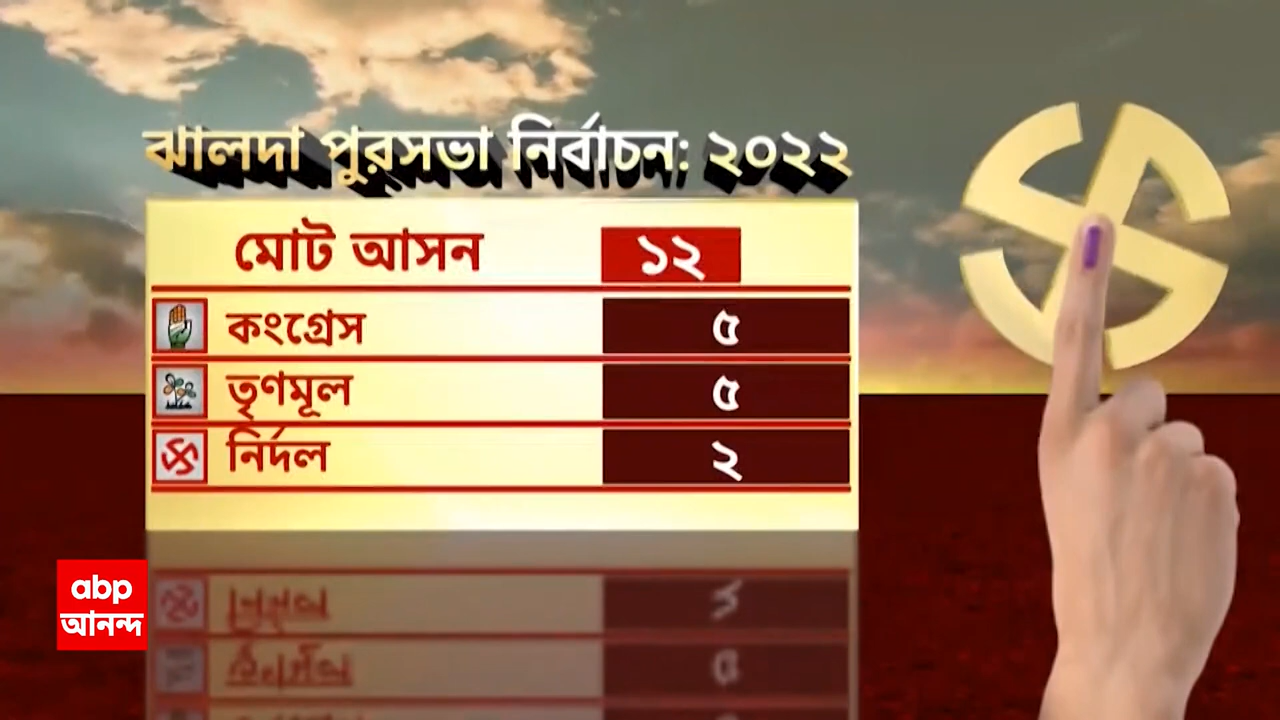 ঝালদা পুরসভা নির্বাচন: ২০২২
মোট আসন ১২
কংগ্রেস ৫
তৃণমূল ৫
নির্দল ২
abp
আনন্দ